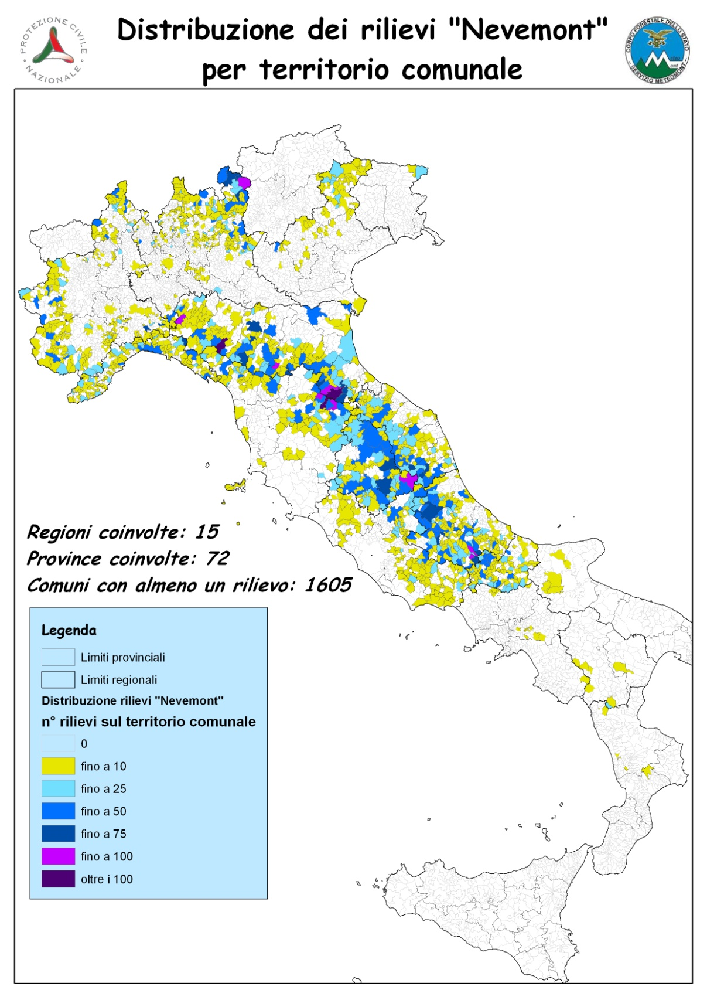 Distribuzione dei rilievi "Nevemont"
per territorio comunale
PROTEZIONE CIVILE
NAZIONALE
CORPO FORESTALE DELLO STATO
Meteo
mont
- SERVIZIO METEOMONT -
Regioni coinvolte: 15
Province coinvolte: 72
Comuni con almeno un rilievo: 1605
Legenda
Limiti provinciali
Limiti regionali
Distribuzione rilievi "Nevemont"
n° rilievi sul territorio comunale
0
fino a 10
fino a 25
fino a 50
fino a 75
fino a 100
oltre i 100